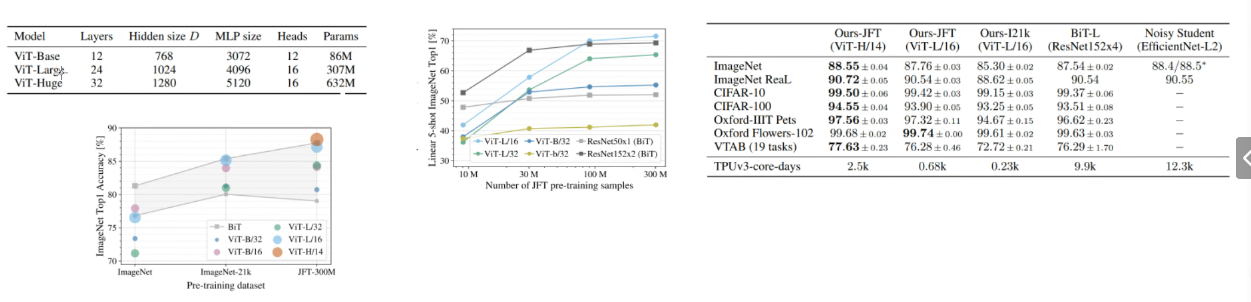 Model Layers Hidden size D MLP size Heads Params
ViT-Base 12 768 3072 12 86M
ViT-Large 24 1024 4096 16 307M
ViT-Huge 32 1280 5120 16 632M
ImageNet Top1 Accuracy [%]
90
85
80
75
70
BiT ViT-L/32
ViT-B/32 ViT-L/16
ViT-B/16 ViT-H/14
ImageNet ImageNet-21k JFT-300M
Pre-training dataset
Linear 5-shot ImageNet Top1 [%]
70
60
50
40
30
ViT-L/16 ViT-B/32 ResNet50x1 (BiT)
ViT-L/32 ViT-b/32 ResNet152x2 (BiT)
10 M 30 M 100 M 300 M
Number of JFT pre-training samples
Ours-JFT Ours-JFT Ours-I21k BiT-L Noisy Student
(ViT-H/14) (ViT-L/16) (ViT-L/16) (ResNet152x4) (EfficientNet-L2)
ImageNet 88.55 ± 0.04 87.76 ± 0.03 85.30 ± 0.02 87.54 ± 0.02 88.4/88.5*
ImageNet ReaL 90.72 ± 0.05 90.54 ± 0.03 88.62 ± 0.05 90.54 90.55
CIFAR-10 99.50 ± 0.06 99.42 ± 0.03 99.15 ± 0.03 99.37 ± 0.06 −
CIFAR-100 94.55 ± 0.04 93.90 ± 0.05 93.25 ± 0.05 93.51 ± 0.08 −
Oxford-IIIT Pets 97.56 ± 0.03 97.32 ± 0.11 94.67 ± 0.15 96.62 ± 0.23 −
Oxford Flowers-102 99.68 ± 0.02 99.74 ± 0.00 99.61 ± 0.02 99.63 ± 0.03 −
VTAB (19 tasks) 77.63 ± 0.23 76.28 ± 0.46 72.72 ± 0.21 76.29 ± 1.70 −
TPUv3-core-days 2.5k 0.68k 0.23k 9.9k 12.3k